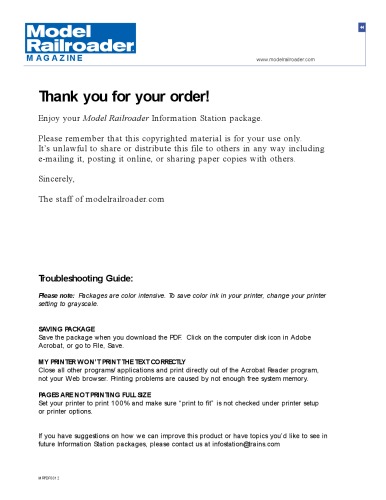 Model
Railroader
MAGAZINE
www.modelrailroader.com
Thank you for your order!
Enjoy your Model Railroader Information Station package.
Please remember that this copyrighted material is for your use only.
It's unlawful to share or distribute this file to others in any way including
e-mailing it, posting it online, or sharing paper copies with others.
Sincerely,
The staff of modelrailroader.com
Troubleshooting Guide:
Please note: Packages are color intensive. To save color ink in your printer, change your printer
setting to grayscale.
SAVING PACKAGE
Save the package when you download the PDF. Click on the computer disk icon in Adobe
Acrobat, or go to File, Save.
MY PRINTER WON'T PRINT THE TEXT CORRECTLY
Close all other programs/applications and print directly out of the Acrobat Reader program,
not your Web browser. Printing problems are caused by not enough free system memory.
PAGES ARE NOT PRINTING FULL SIZE
Set your printer to print 100% and make sure "print to fit" is not checked under printer setup
or printer options.
If you have suggestions on how we can improve this product or have topics you'd like to see in
future Information Station packages, please contact us at infostation@trains.com